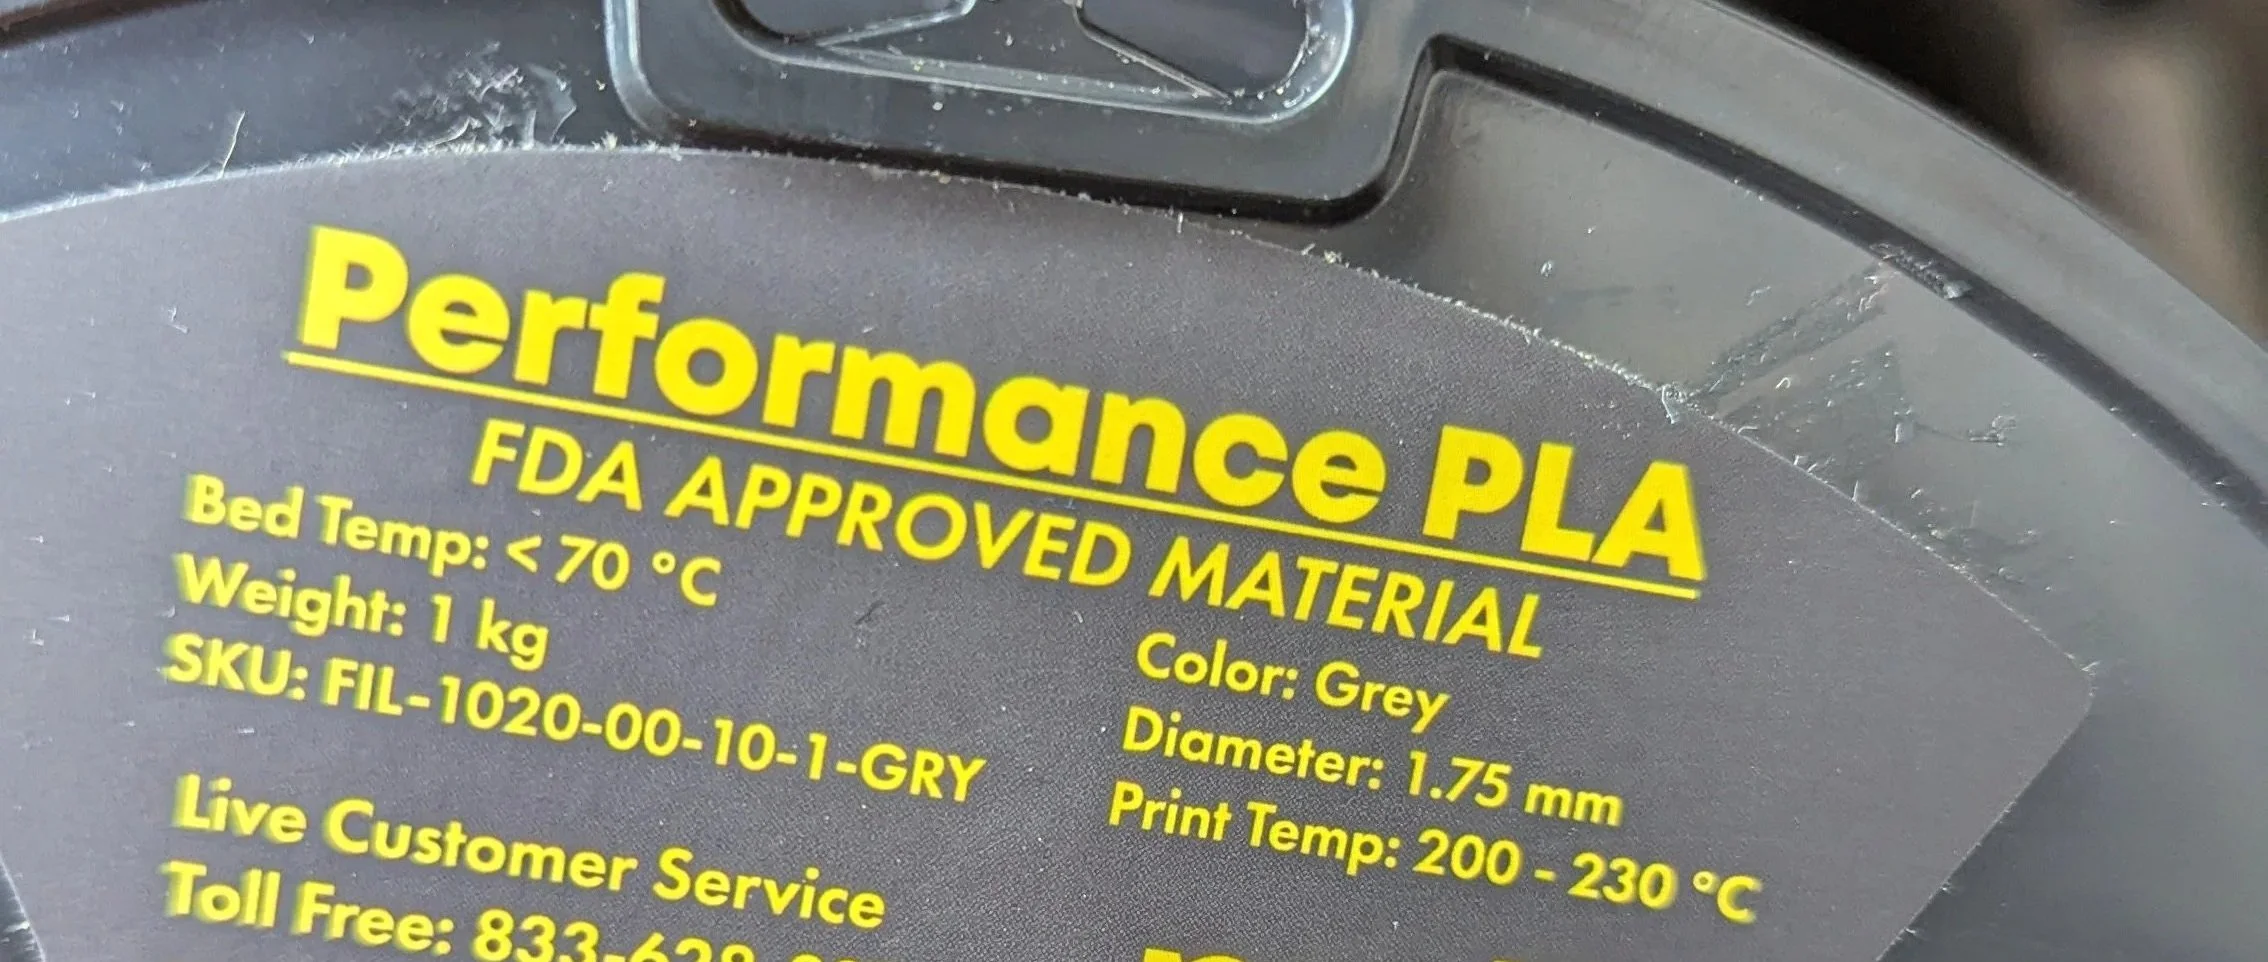 Performance PLA
FDA APPROVED MATERIAL
Bed Temp: < 70 °C
Weight: 1 kg
SKU: FIL-1020-00-10-1-GRY
Color: Grey
Diameter: 1.75 mm
Print Temp: 200 - 230 °C
Live Customer Service
Toll Free: